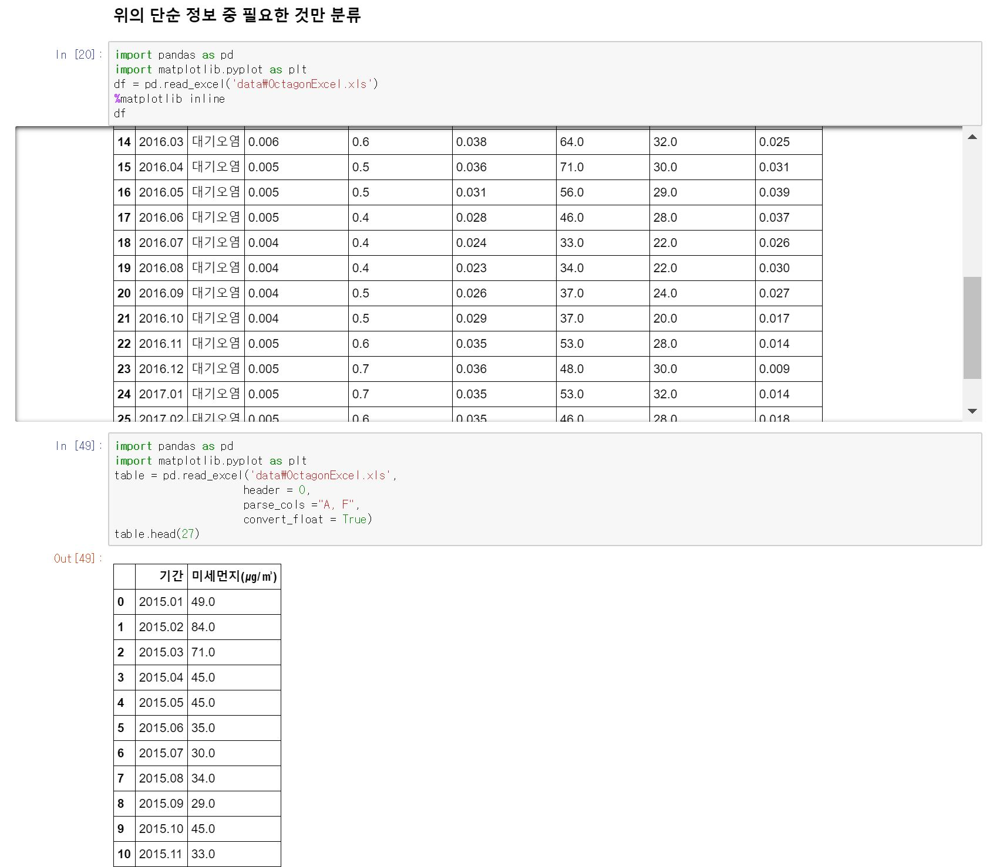 위의 단순 정보 중 필요한 것만 분류
In [20]:
import pandas as pd
import matplotlib.pyplot as plt
df = pd.read_excel('data₩OctagonExcel.xls')
%matplotlib inline
df
14 2016.03 대기오염 0.006 0.6 0.038 64.0 32.0 0.025
15 2016.04 대기오염 0.005 0.5 0.036 71.0 30.0 0.031
16 2016.05 대기오염 0.005 0.5 0.031 56.0 29.0 0.039
17 2016.06 대기오염 0.005 0.4 0.028 46.0 28.0 0.037
18 2016.07 대기오염 0.004 0.4 0.024 33.0 22.0 0.026
19 2016.08 대기오염 0.004 0.4 0.023 34.0 22.0 0.030
20 2016.09 대기오염 0.004 0.5 0.026 37.0 24.0 0.027
21 2016.10 대기오염 0.004 0.5 0.029 37.0 20.0 0.017
22 2016.11 대기오염 0.005 0.6 0.035 53.0 28.0 0.014
23 2016.12 대기오염 0.005 0.7 0.036 48.0 30.0 0.009
24 2017.01 대기오염 0.005 0.7 0.035 53.0 32.0 0.014
25 2017.02 대기오염 0.005 0.6 0.035 46.0 28.0 0.018
In [49]:
import pandas as pd
import matplotlib.pyplot as plt
table = pd.read_excel('data₩OctagonExcel.xls',
header = 0,
parse_cols ="A, F",
convert_float = True)
table.head(27)
Out[49]:
기간 미세먼지(㎍/㎥)
0 2015.01 49.0
1 2015.02 84.0
2 2015.03 71.0
3 2015.04 45.0
4 2015.05 45.0
5 2015.06 35.0
6 2015.07 30.0
7 2015.08 34.0
8 2015.09 29.0
9 2015.10 45.0
10 2015.11 33.0